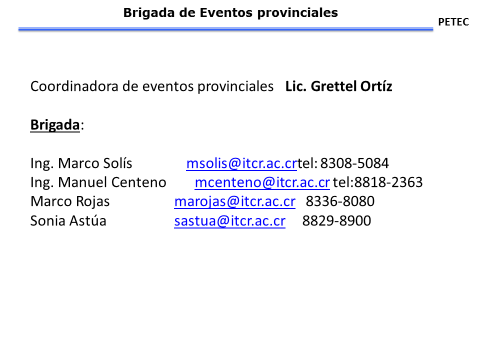 Brigada de Eventos provinciales
PETEC
Coordinadora de eventos provinciales Lic. Grettel Ortíz
Brigada:
Ing. Marco Solís msolis@itcr.ac.crtel: 8308-5084
Ing. Manuel Centeno mcenteno@itcr.ac.cr tel:8818-2363
Marco Rojas marojas@itcr.ac.cr 8336-8080
Sonia Astúa sastua@itcr.ac.cr 8829-8900